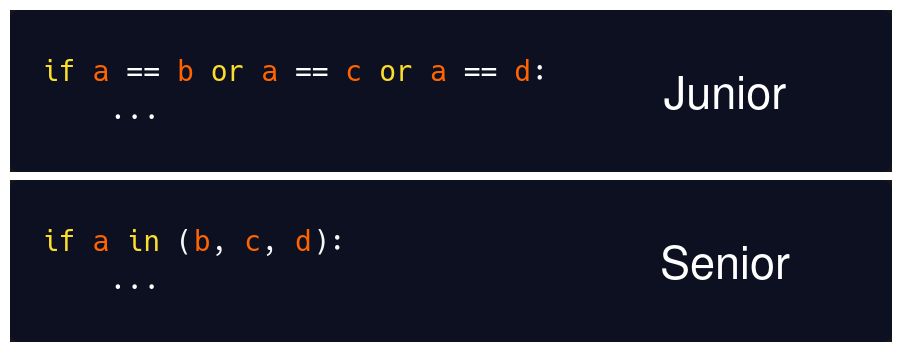 if a == b or a == c or a == d:
    ...
Junior
if a in (b, c, d):
    ...
Senior